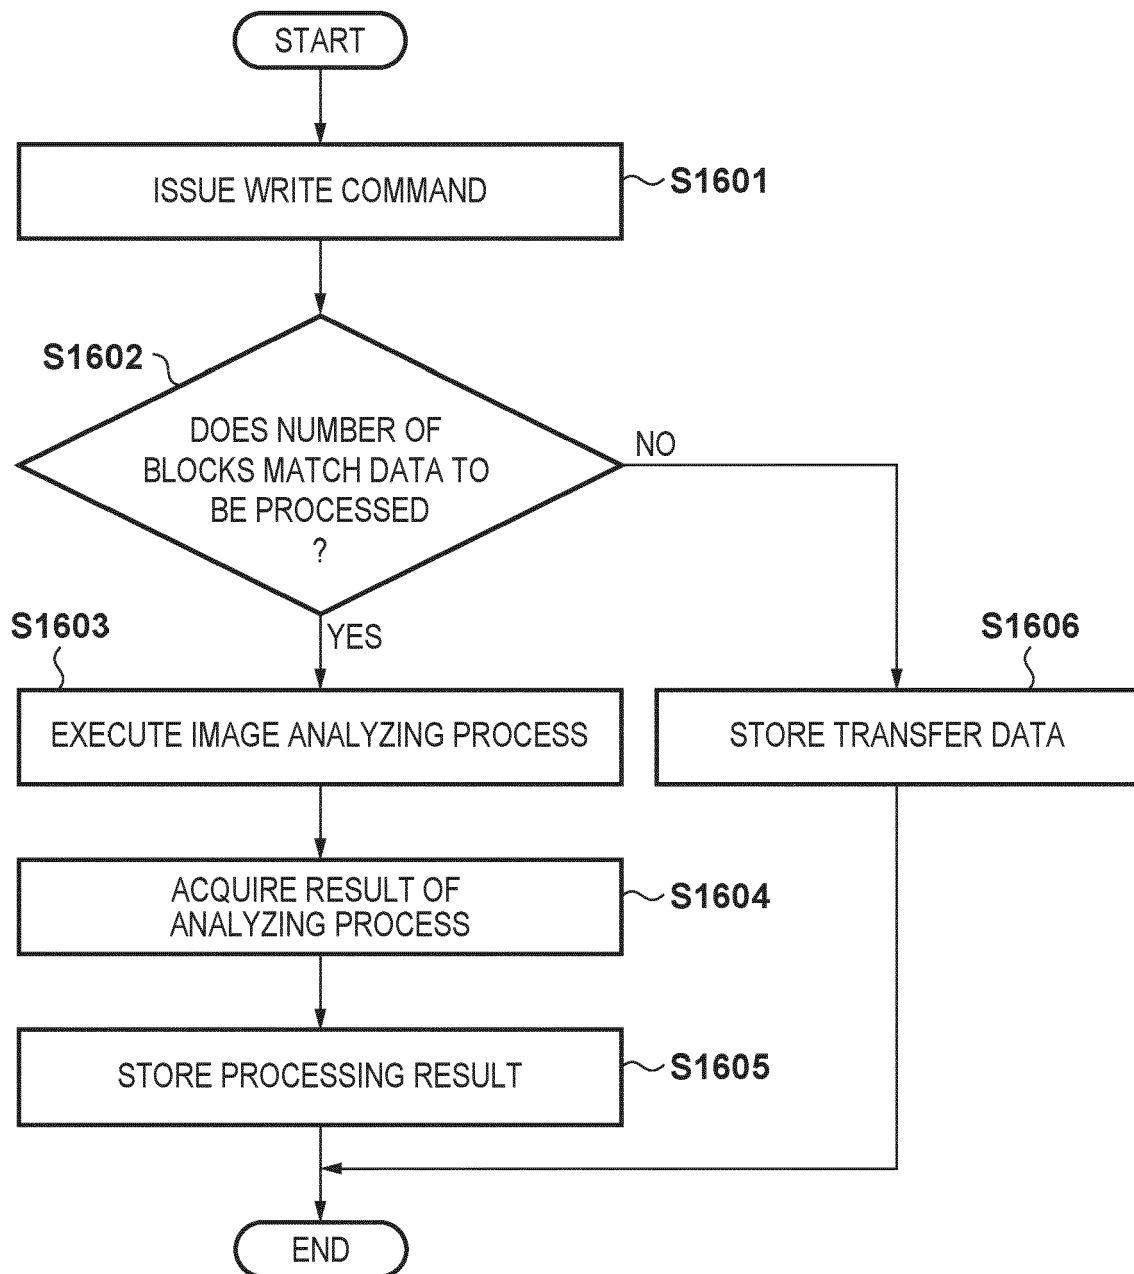 START
ISSUE WRITE COMMAND
S1601
S1602
DOES NUMBER OF
BLOCKS MATCH DATA TO
BE PROCESSED
?
NO
YES
S1603
EXECUTE IMAGE ANALYZING PROCESS
S1606
STORE TRANSFER DATA
ACQUIRE RESULT OF
ANALYZING PROCESS
S1604
STORE PROCESSING RESULT
S1605
END